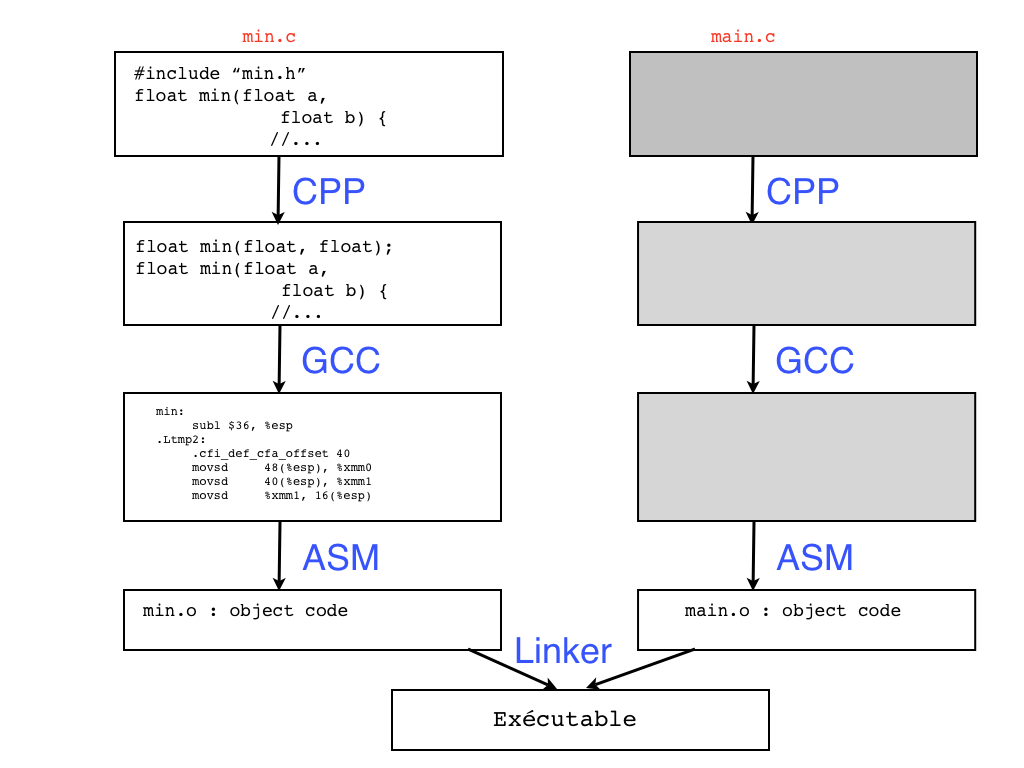 min.c
#include “min.h”
float min(float a,
float b) {
//...
CPP
float min(float, float);
float min(float a,
float b) {
//...
GCC
min:
subl $36, %esp
.Ltmp2:
.cfi_def_cfa_offset 40
movsd 48(%esp), %xmm0
movsd 40(%esp), %xmm1
movsd %xmm1, 16(%esp)
ASM
min.o : object code
main.c
CPP
GCC
ASM
main.o : object code
Linker
Exécutable